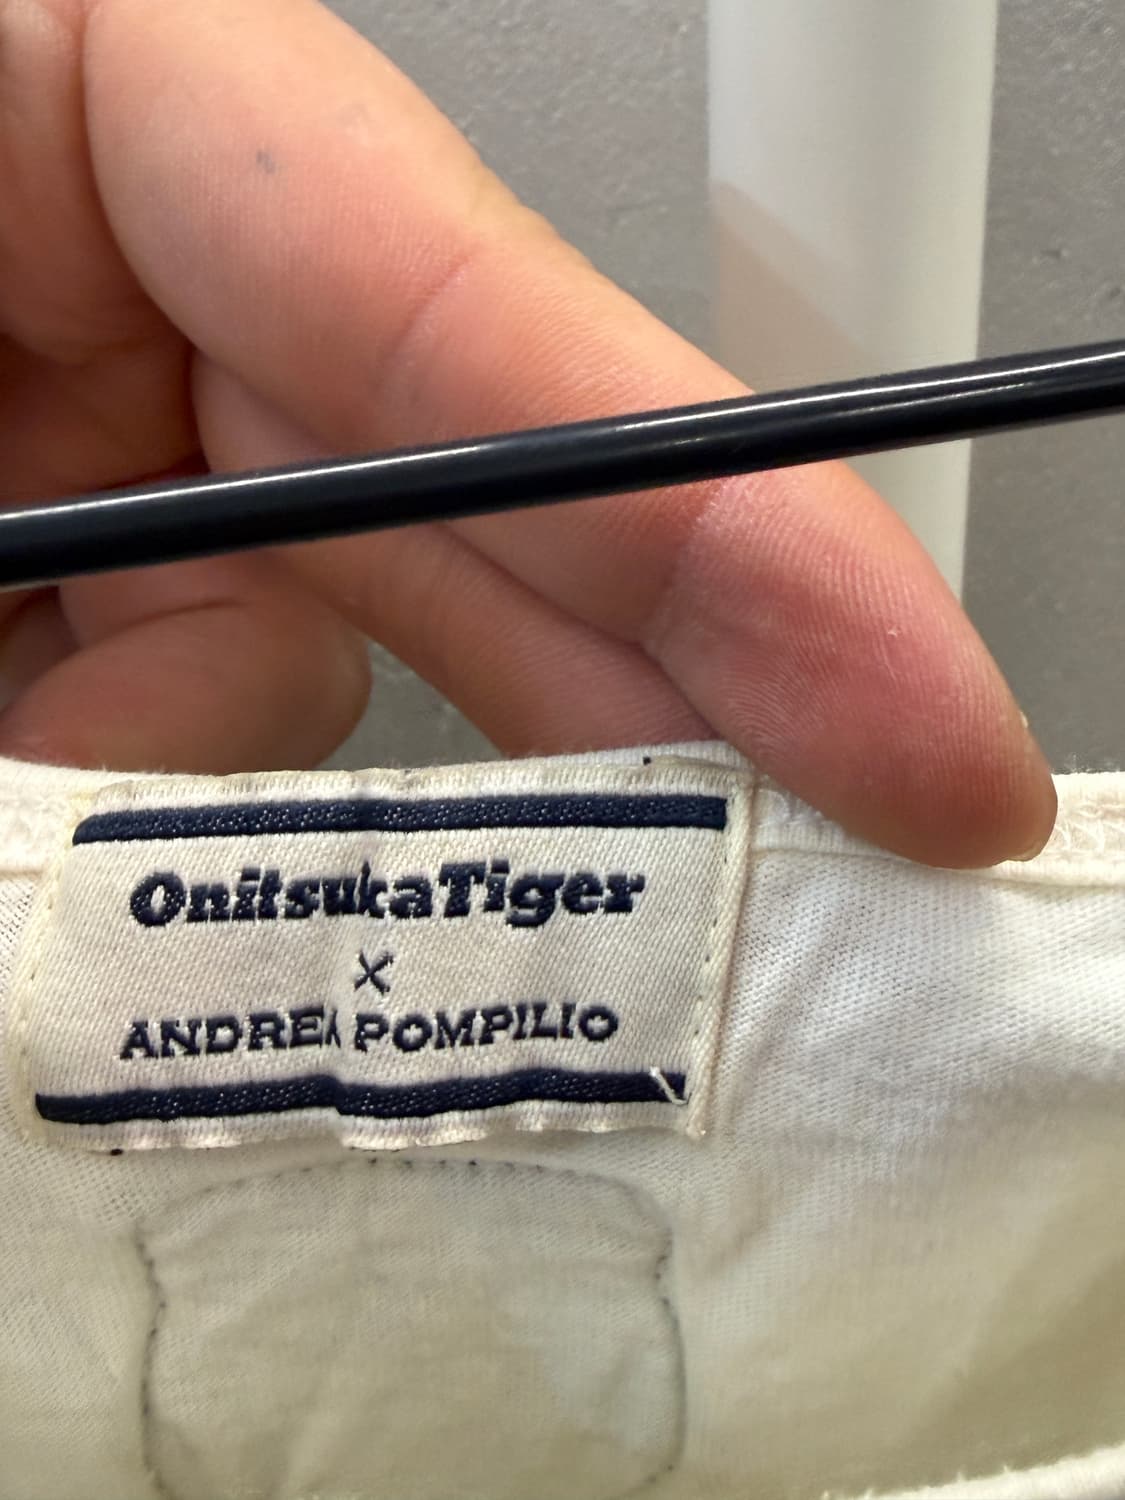 OnitsukaTiger
×
ANDREA POMPILIO